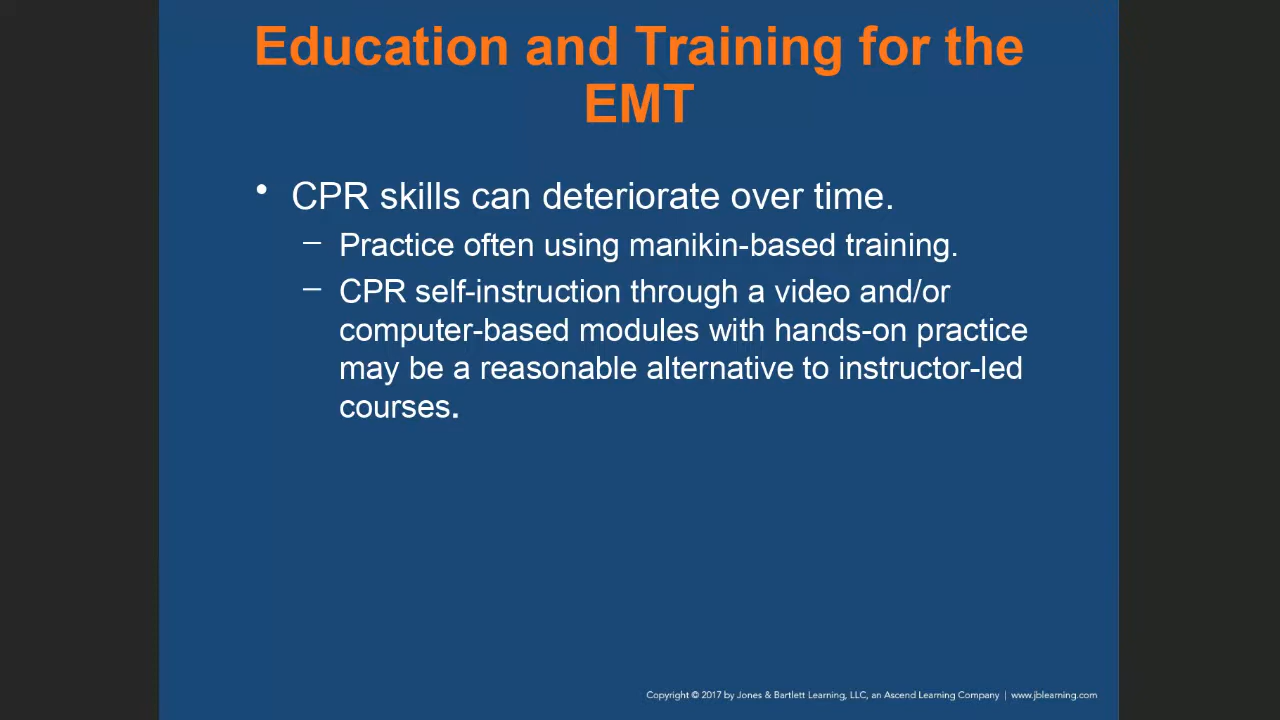 Education and Training for the
EMT
• CPR skills can deteriorate over time.
– Practice often using manikin-based training.
– CPR self-instruction through a video and/or
computer-based modules with hands-on practice
may be a reasonable alternative to instructor-led
courses.
Copyright © 2017 by Jones & Bartlett Learning, LLC, an Ascend Learning Company | www.jblearning.com